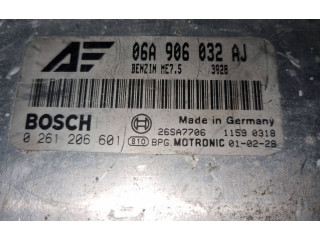 06A 906 032 AJ
BENZIN ME7.5 3928
BOSCH
Made in Germany
26SA7706 1159 0318
0 261 206 601
810 BPG MOTRONIC 01-02-28